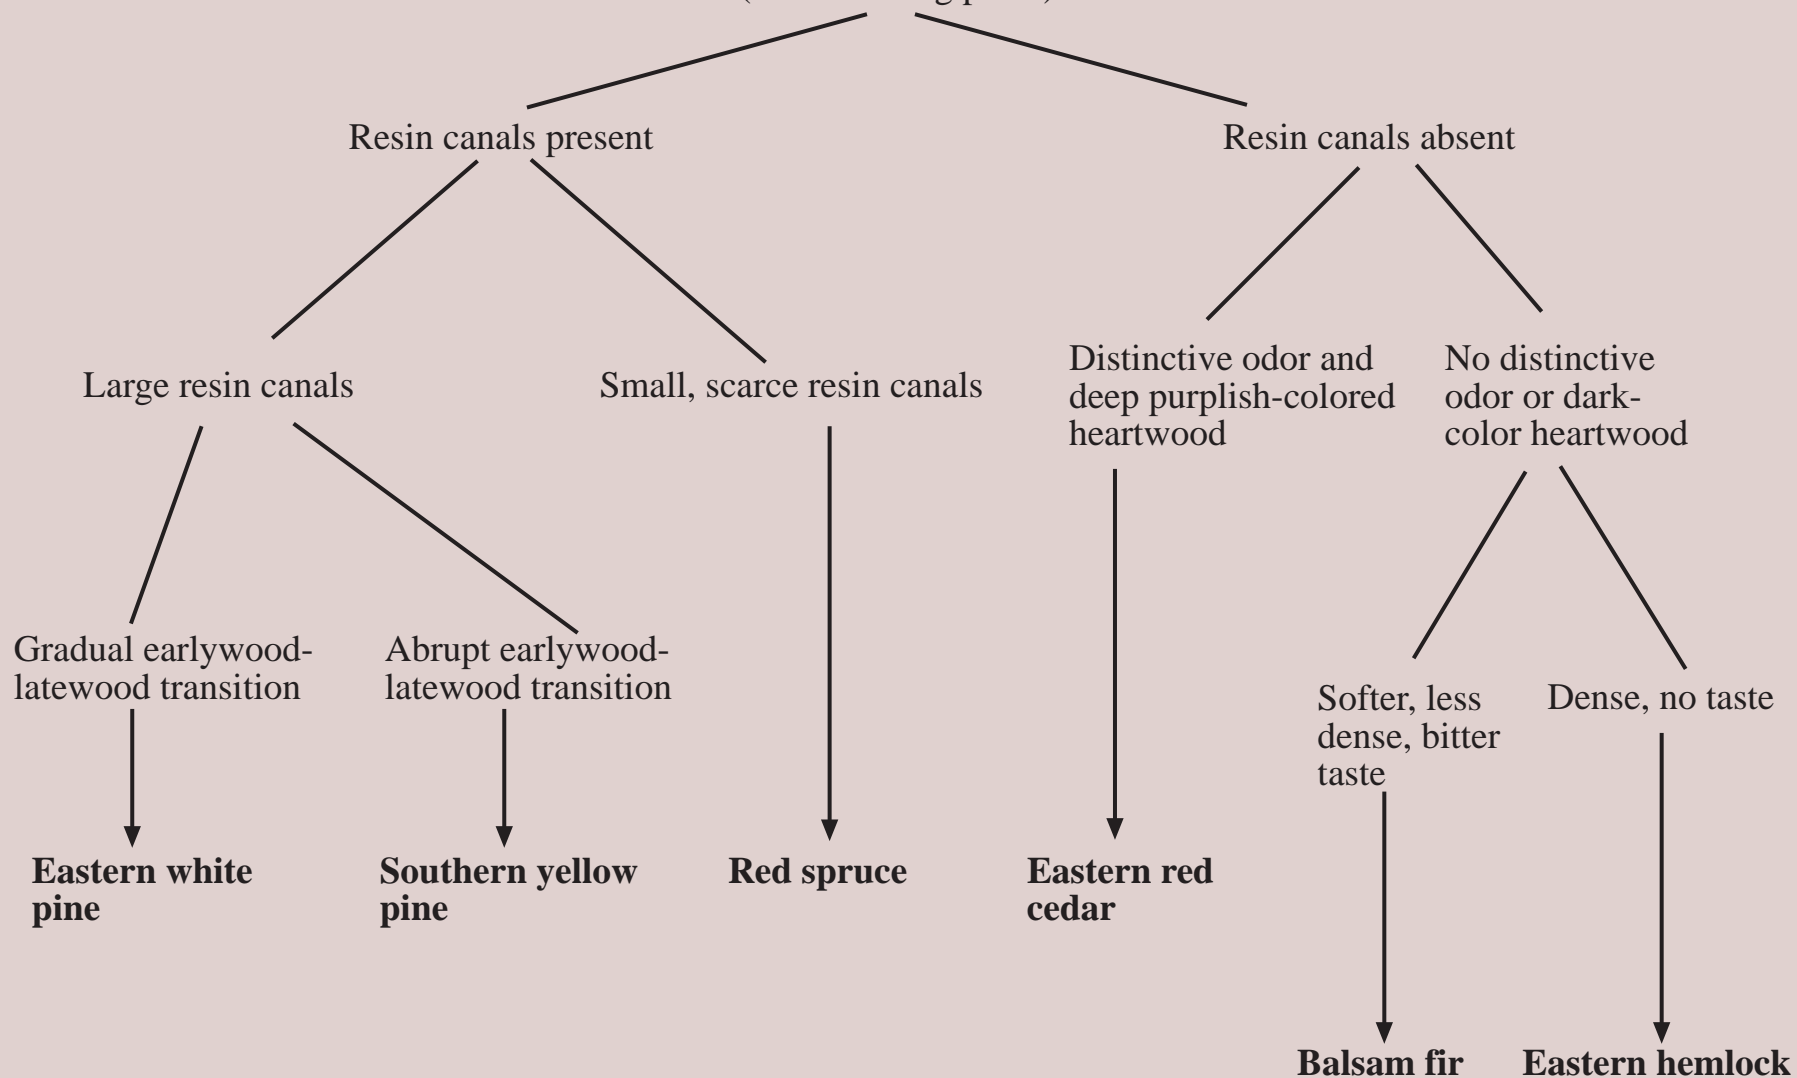 Resin canals present
Resin canals absent
Large resin canals
Small, scarce resin canals
Distinctive odor and
deep purplish-colored
heartwood
No distinctive
odor or dark-
color heartwood
Gradual earlywood-
latewood transition
Abrupt earlywood-
latewood transition
Softer, less
dense, bitter
taste
Dense, no taste
Eastern white
pine
Southern yellow
pine
Red spruce
Eastern red
cedar
Balsam fir
Eastern hemlock